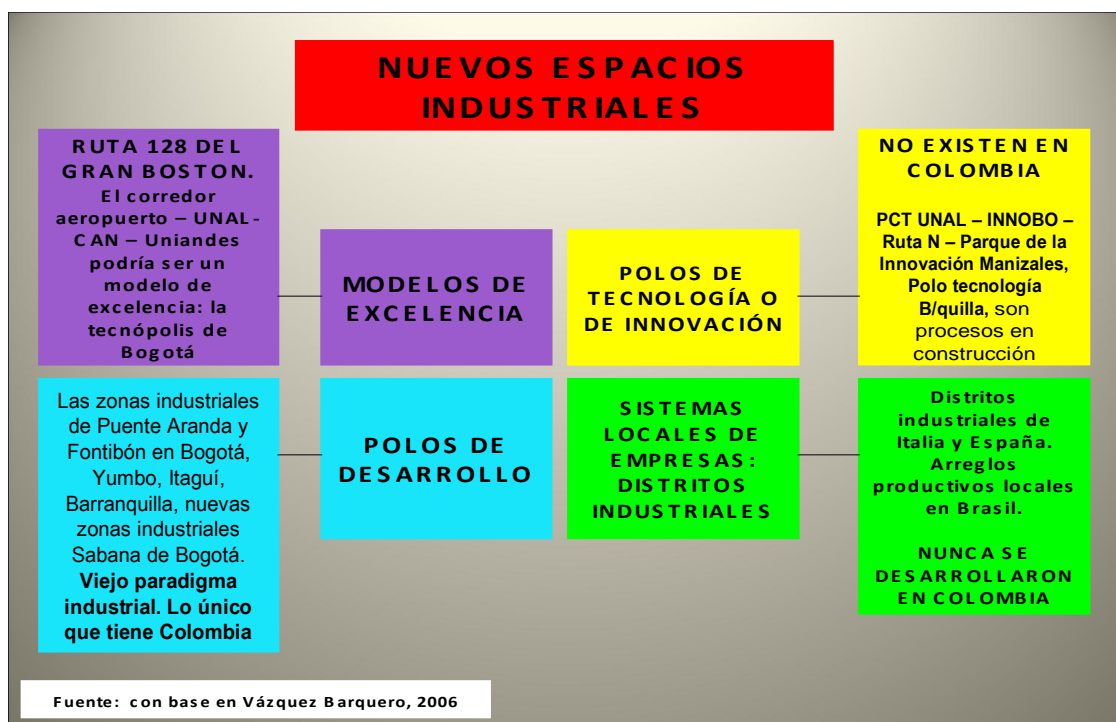 NUEVOS ESPACIOS
INDUSTRIALES
RUTA 128 DEL
GRAN BOSTON.
El corredor
aeropuerto – UNAL-
CAN – Uniandes
podría ser un
modelo de
excelencia: la
tecnópolis de
Bogotá
MODELOS DE
EXCELENCIA
POLOS DE
TECNOLOGÍA O
DE INNOVACIÓN
NO EXISTEN EN
COLOMBIA
PCT UNAL – INNOBO –
Ruta N – Parque de la
Innovación Manizales,
Polo tecnología
B/quilla, son
procesos en
construcción
Las zonas industriales
de Puente Aranda y
Fontibón en Bogotá,
Yumbo, Itaguí,
Barranquilla, nuevas
zonas industriales
Sabana de Bogotá.
Viejo paradigma
industrial. Lo único
que tiene Colombia
POLOS DE
DESARROLLO
SISTEMAS
LOCALES DE
EMPRESAS:
DISTRITOS
INDUSTRIALES
Distritos
industriales de
Italia y España.
Arreglos
productivos locales
en Brasil.
NUNCA SE
DESARROLLARON
EN COLOMBIA
Fuente: con base en Vázquez Barquero, 2006